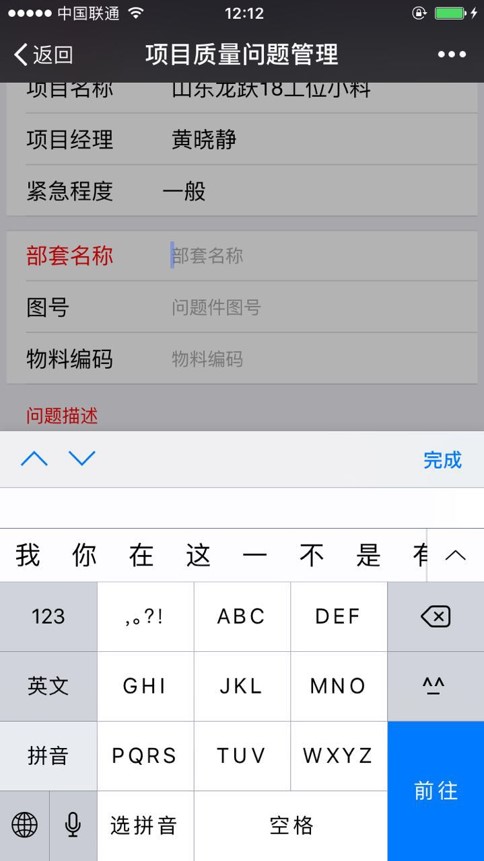 中国联通 12:12
返回 项目质量问题管理
项目名称 山东龙跃18工位小料
项目经理 黄晓静
紧急程度 一般
部套名称 部套名称
图号 问题件图号
物料编码 物料编码
问题描述
完成
我 你 在 这 一 不 是 有
123 ,。?! ABC DEF
英文 GHI JKL MNO ^^
拼音 PQRS TUV WXYZ
前往
选拼音 空格